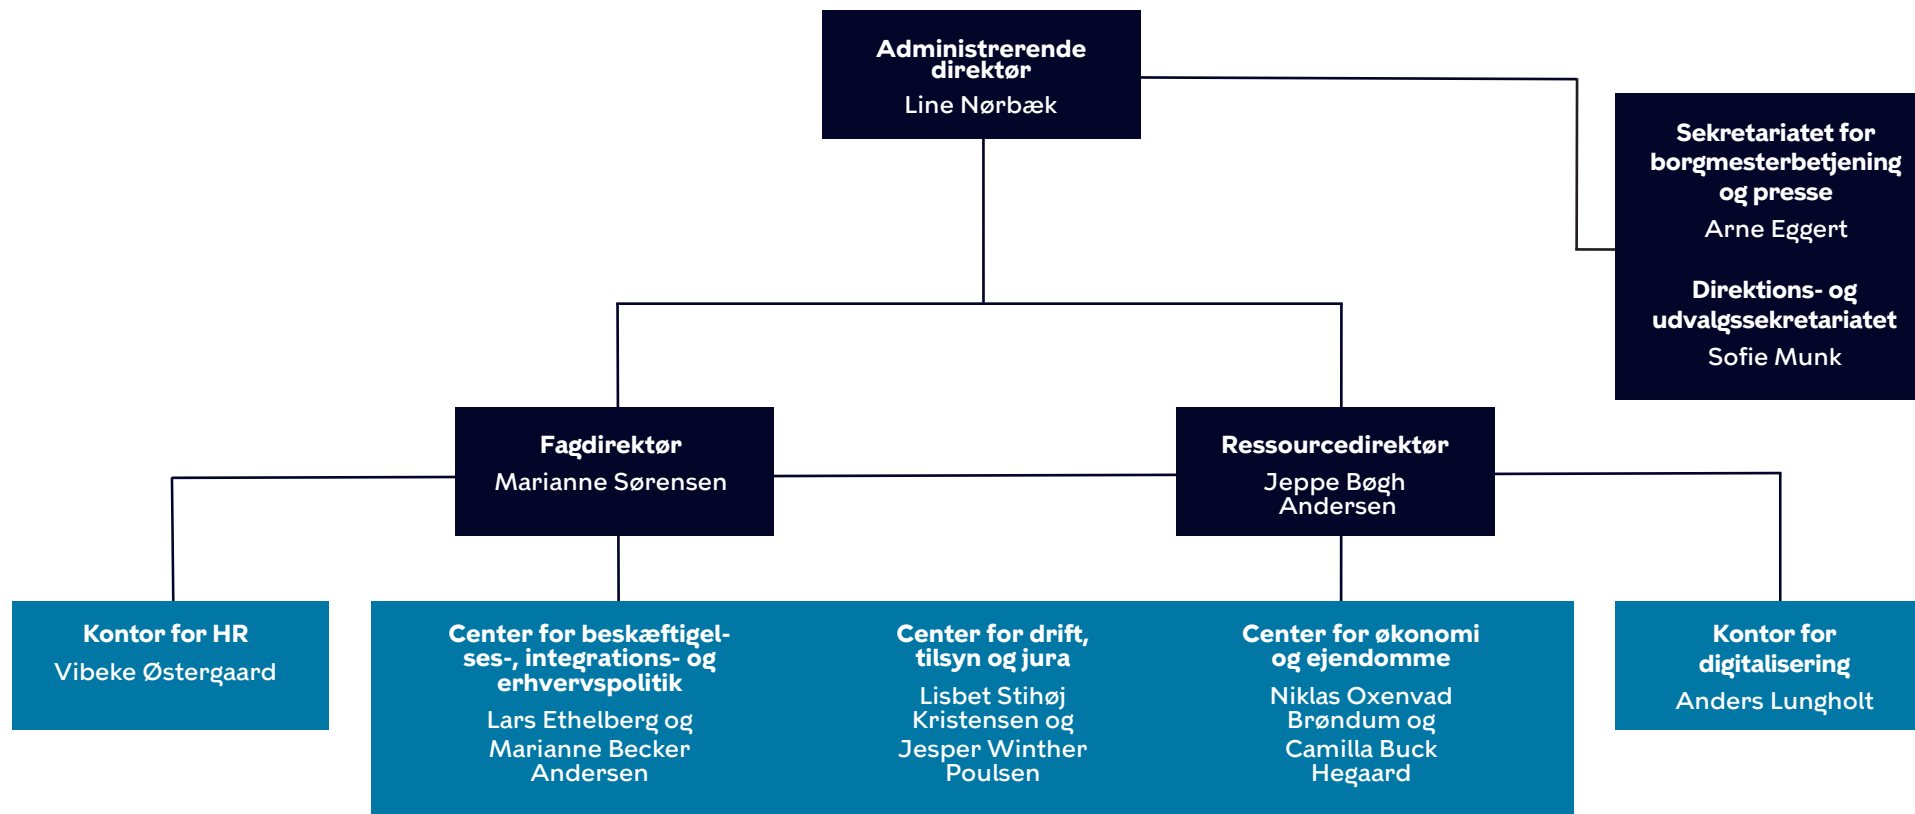 Administrerende
direktør
Line Nørbæk
Sekretariatet for
borgmesterbetjening
og presse
Arne Eggert
Direktions- og
udvalgssekretariatet
Sofie Munk
Fagdirektør
Marianne Sørensen
Ressourcedirektør
Jeppe Bøgh
Andersen
Kontor for HR
Vibeke Østergaard
Center for beskæftigel-
ses-, integrations- og
erhvervspolitik
Lars Ethelberg og
Marianne Becker
Andersen
Center for drift,
tilsyn og jura
Lisbet Stihøj
Kristensen og
Jesper Winther
Poulsen
Center for økonomi
og ejendomme
Niklas Oxenvad
Brøndum og
Camilla Buck
Hegaard
Kontor for
digitalisering
Anders Lungholt